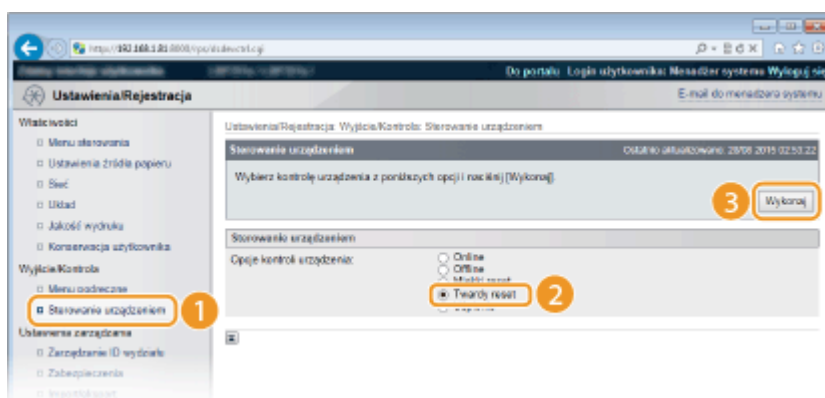 Do portalu Login użytkownika: Menadżer systemu Wyloguj się
Ustawienia/Rejestracja
E-mail do menadżera systemu
Właściwości
Menu sterowania
Ustawienia źródła papieru
Sieć
Układ
Jakość wydruku
Konserwacja użytkownika
Wyjście/Kontrola
Menu podręczne
Sterowanie urządzeniem
1
Ustawienia zarządzania
Zarządzanie ID wydziału
Zabezpieczenia
Ustawienia/Rejestracja: Wyjście/Kontrola: Sterowanie urządzeniem
Sterowanie urządzeniem
Ostatnio aktualizowano: 28/08 2015 02:53:22
Wybierz kontrolę urządzenia z poniższych opcji i naciśnij [Wykonaj].
3
Wykonaj
Sterowanie urządzeniem
Opcje kontroli urządzenia:
Online
Offline
Miękki reset
Twardy reset
2